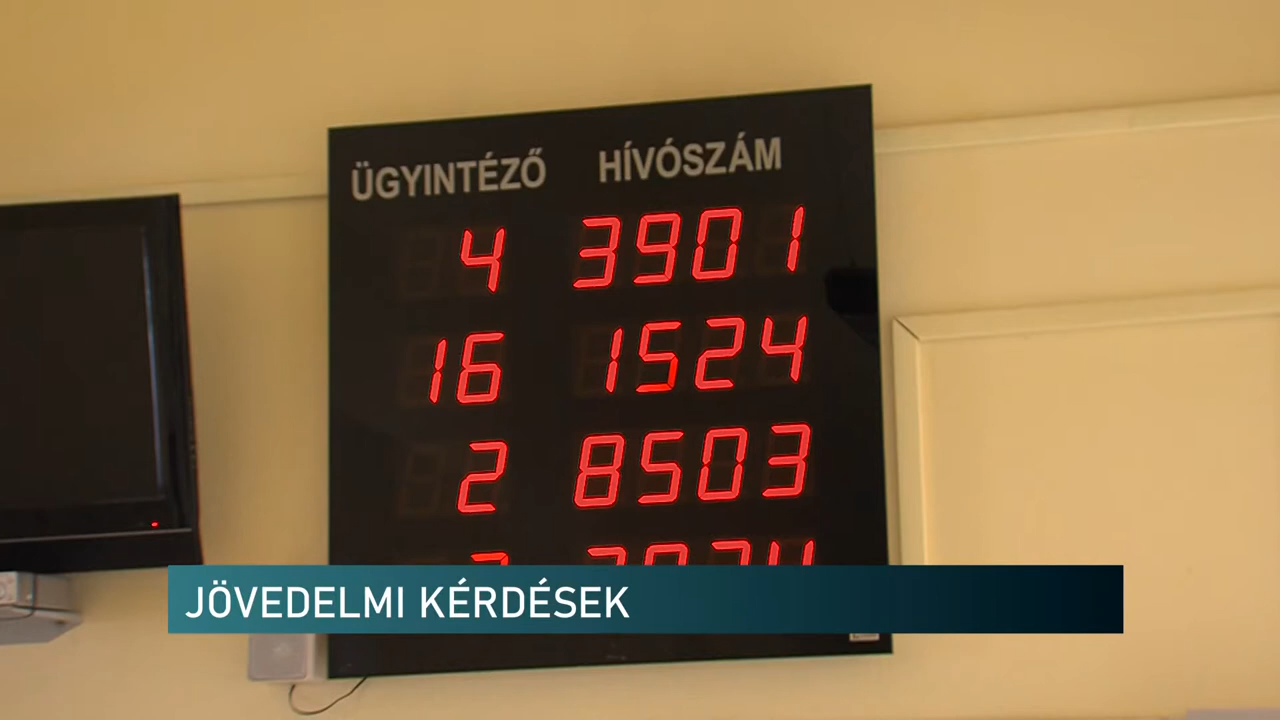 ÜGYINTÉZŐ HÍVÓSZÁM
4 3901
16 1524
2 8503
JÖVEDELMI KÉRDÉSEK